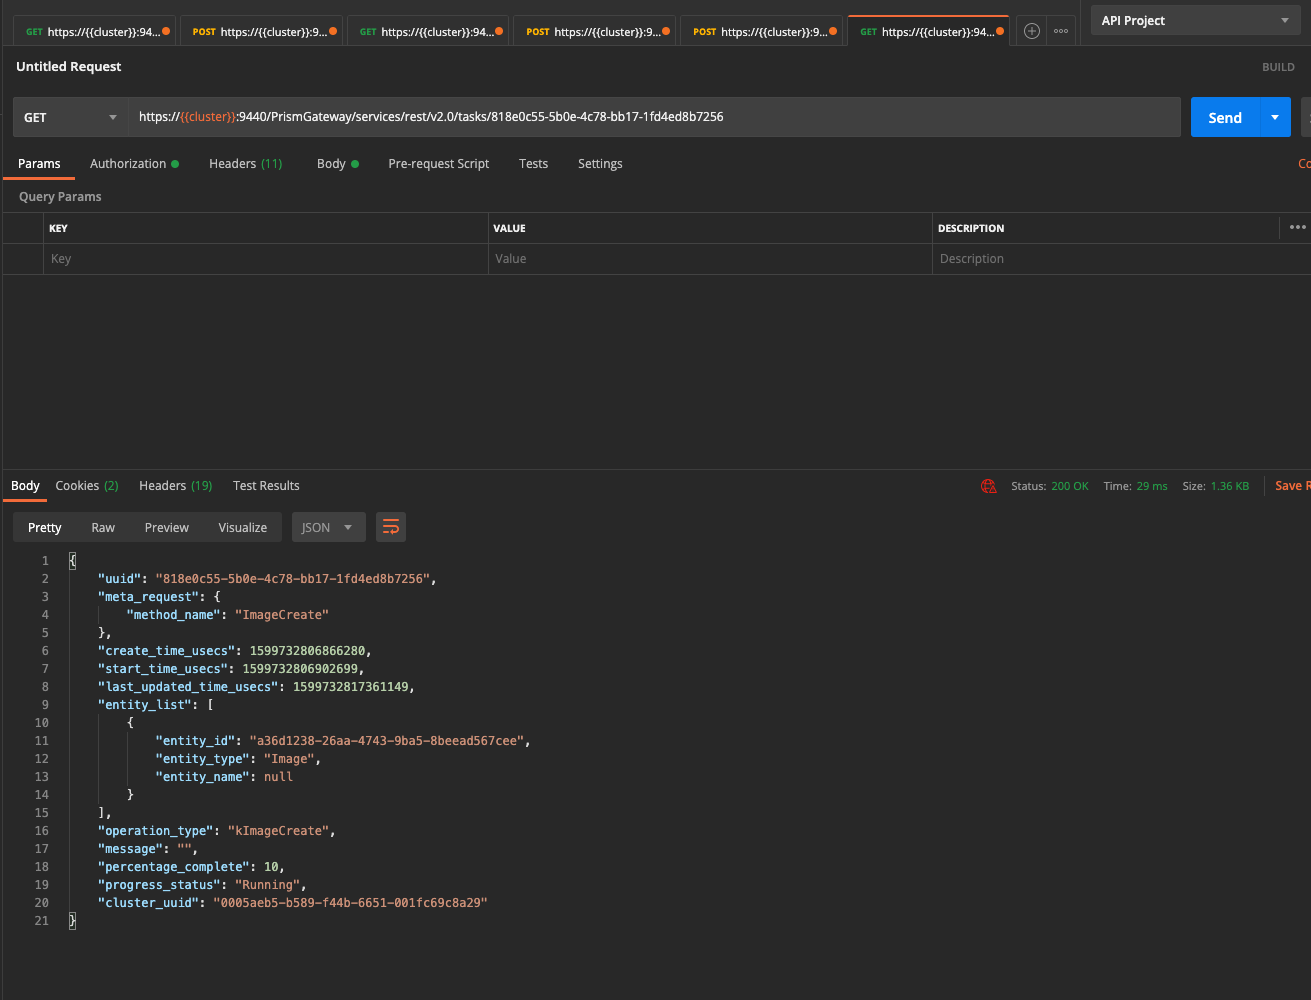 GET https://{{cluster}}:94... POST https://{{cluster}}:9... GET https://{{cluster}}:94... POST https://{{cluster}}:9... POST https://{{cluster}}:9... GET https://{{cluster}}:94... API Project
Untitled Request BUILD
GET https://{{cluster}}:9440/PrismGateway/services/rest/v2.0/tasks/818e0c55-5b0e-4c78-bb17-1fd4ed8b7256 Send
Params Authorization Headers (11) Body Pre-request Script Tests Settings Co
Query Params
KEY VALUE DESCRIPTION
Key Value Description
Body Cookies (2) Headers (19) Test Results Status: 200 OK Time: 29 ms Size: 1.36 KB Save R
Pretty Raw Preview Visualize JSON
1 {
2 "uuid": "818e0c55-5b0e-4c78-bb17-1fd4ed8b7256",
3 "meta_request": {
4 "method_name": "ImageCreate"
5 },
6 "create_time_usecs": 1599732806866280,
7 "start_time_usecs": 1599732806902699,
8 "last_updated_time_usecs": 1599732817361149,
9 "entity_list": [
10 {
11 "entity_id": "a36d1238-26aa-4743-9ba5-8beead567cee",
12 "entity_type": "Image",
13 "entity_name": null
14 }
15 ],
16 "operation_type": "kImageCreate",
17 "message": "",
18 "percentage_complete": 10,
19 "progress_status": "Running",
20 "cluster_uuid": "0005aeb5-b589-f44b-6651-001fc69c8a29"
21 }